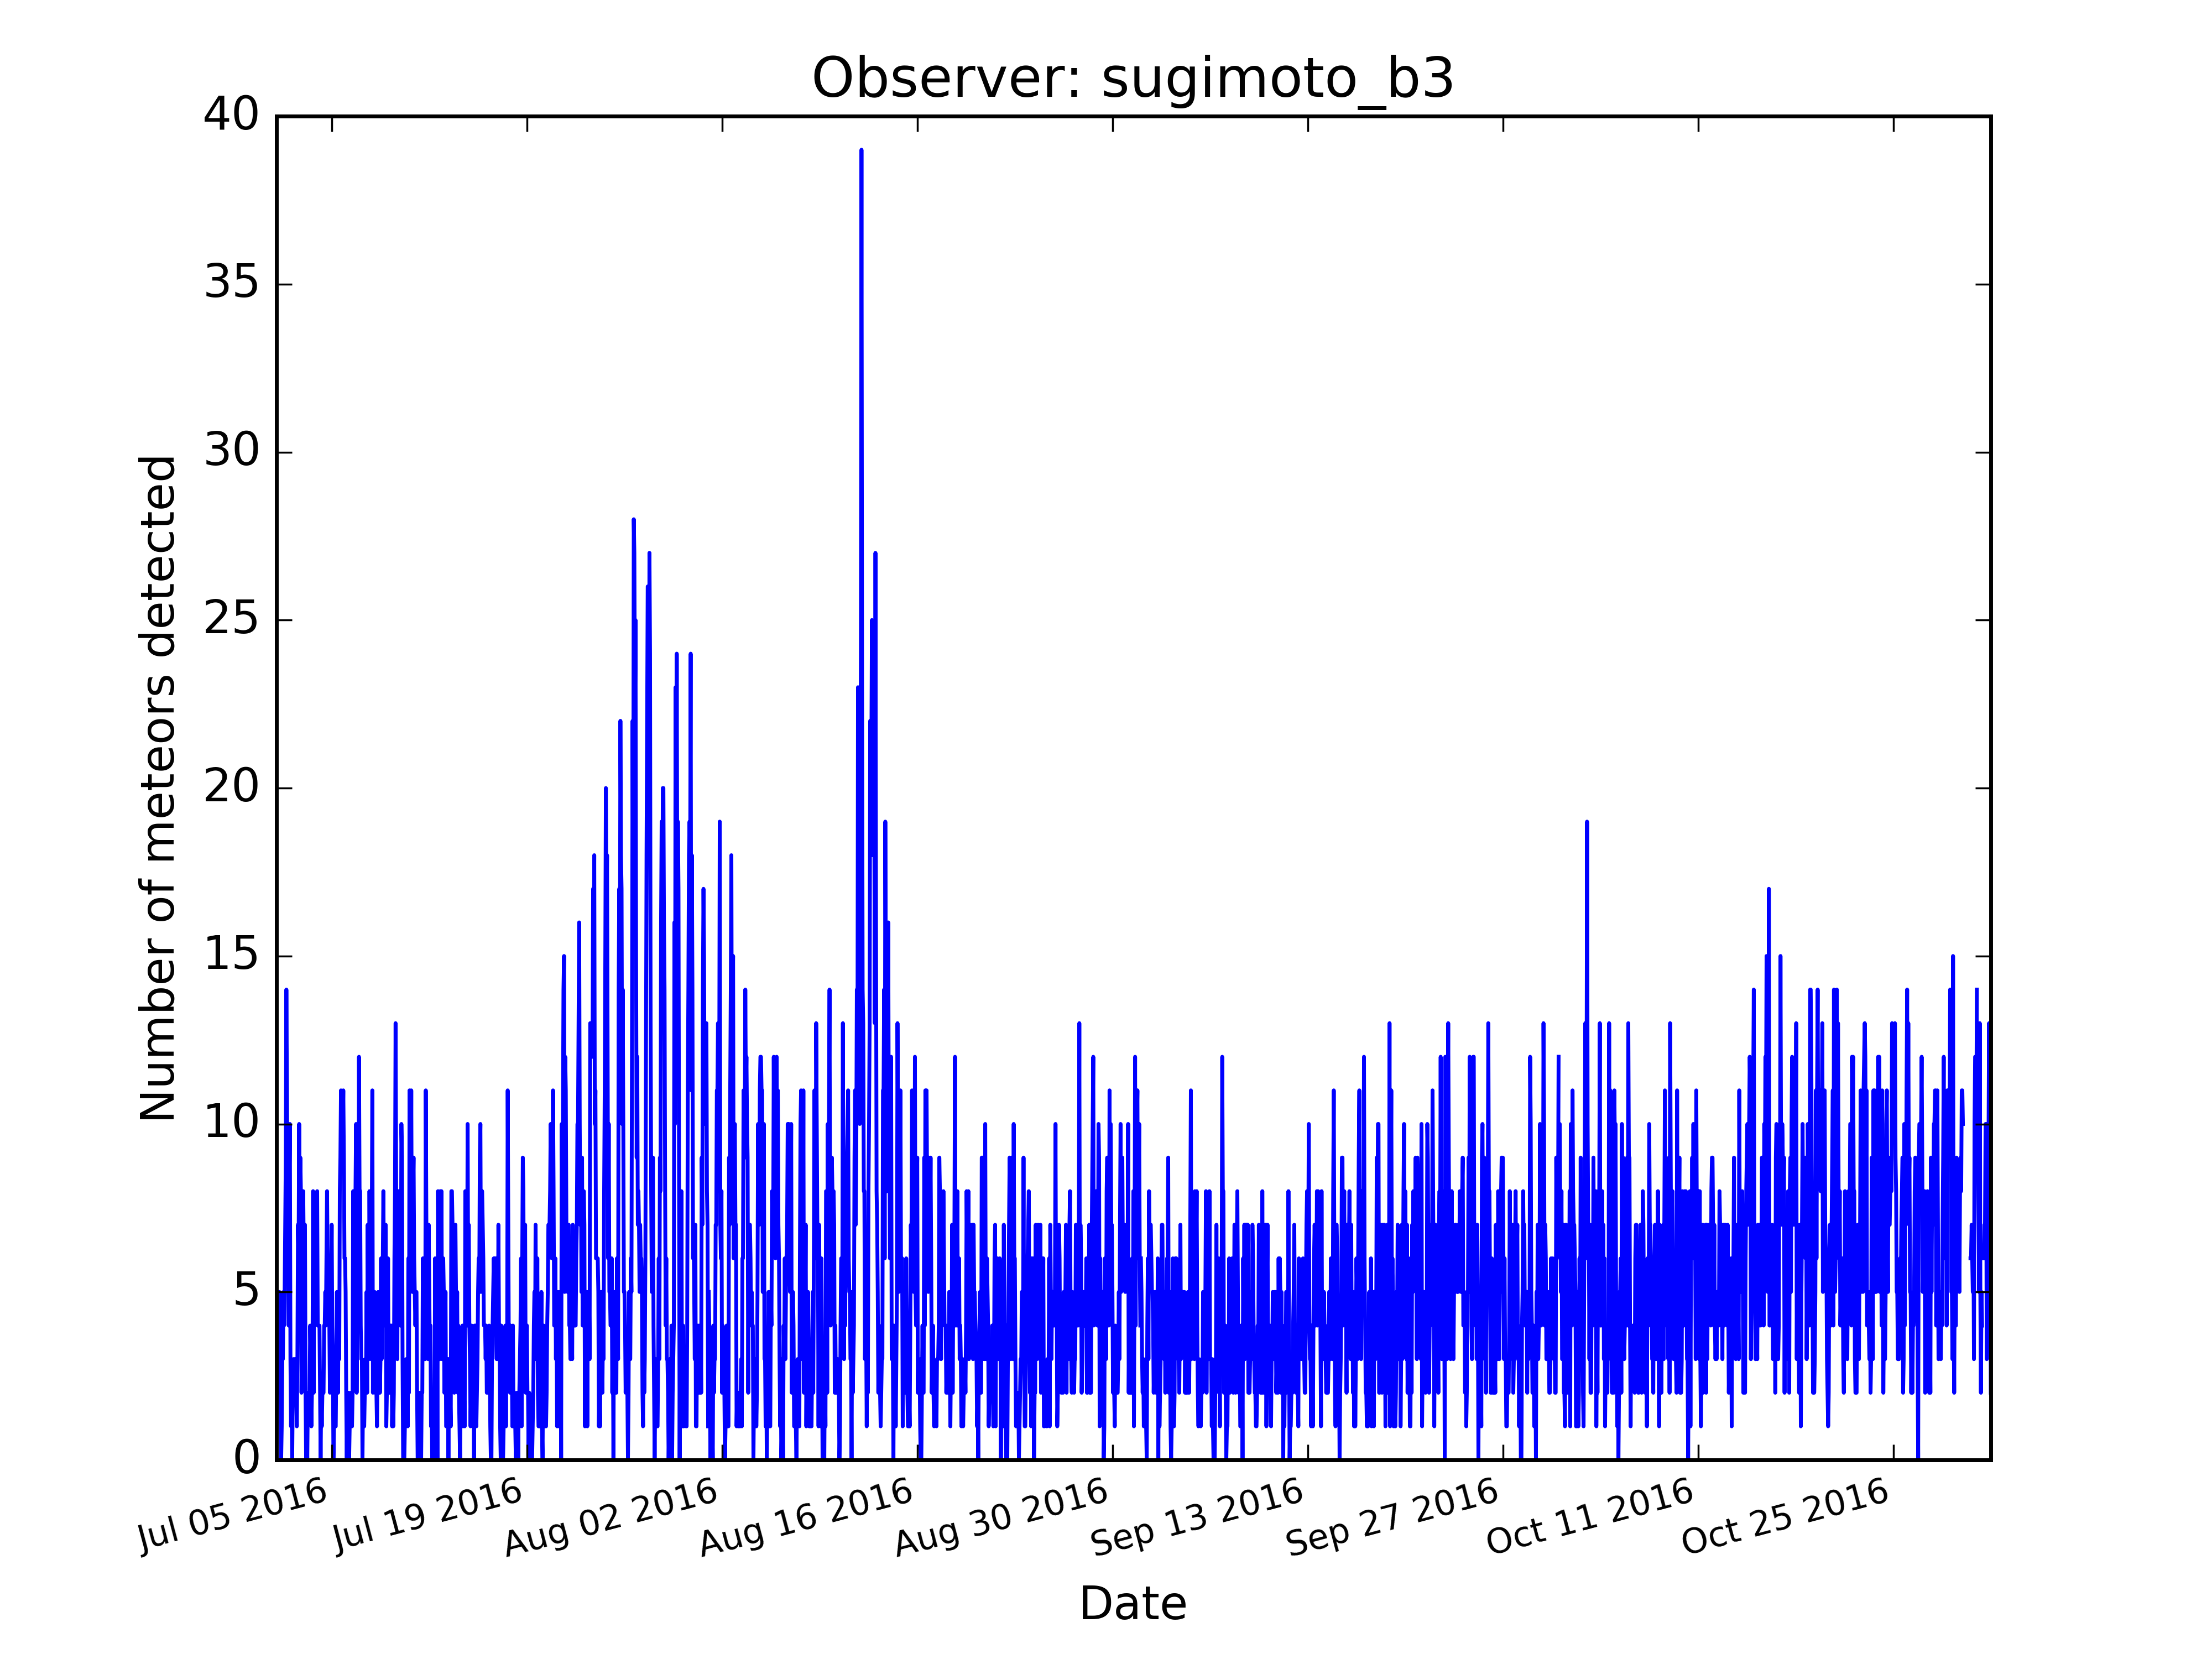 Observer: sugimoto_b3
40
35
30
25
20
15
10
5
0
Number of meteors detected
Jul 05 2016
Jul 19 2016
Aug 02 2016
Aug 16 2016
Aug 30 2016
Sep 13 2016
Sep 27 2016
Oct 11 2016
Oct 25 2016
Date